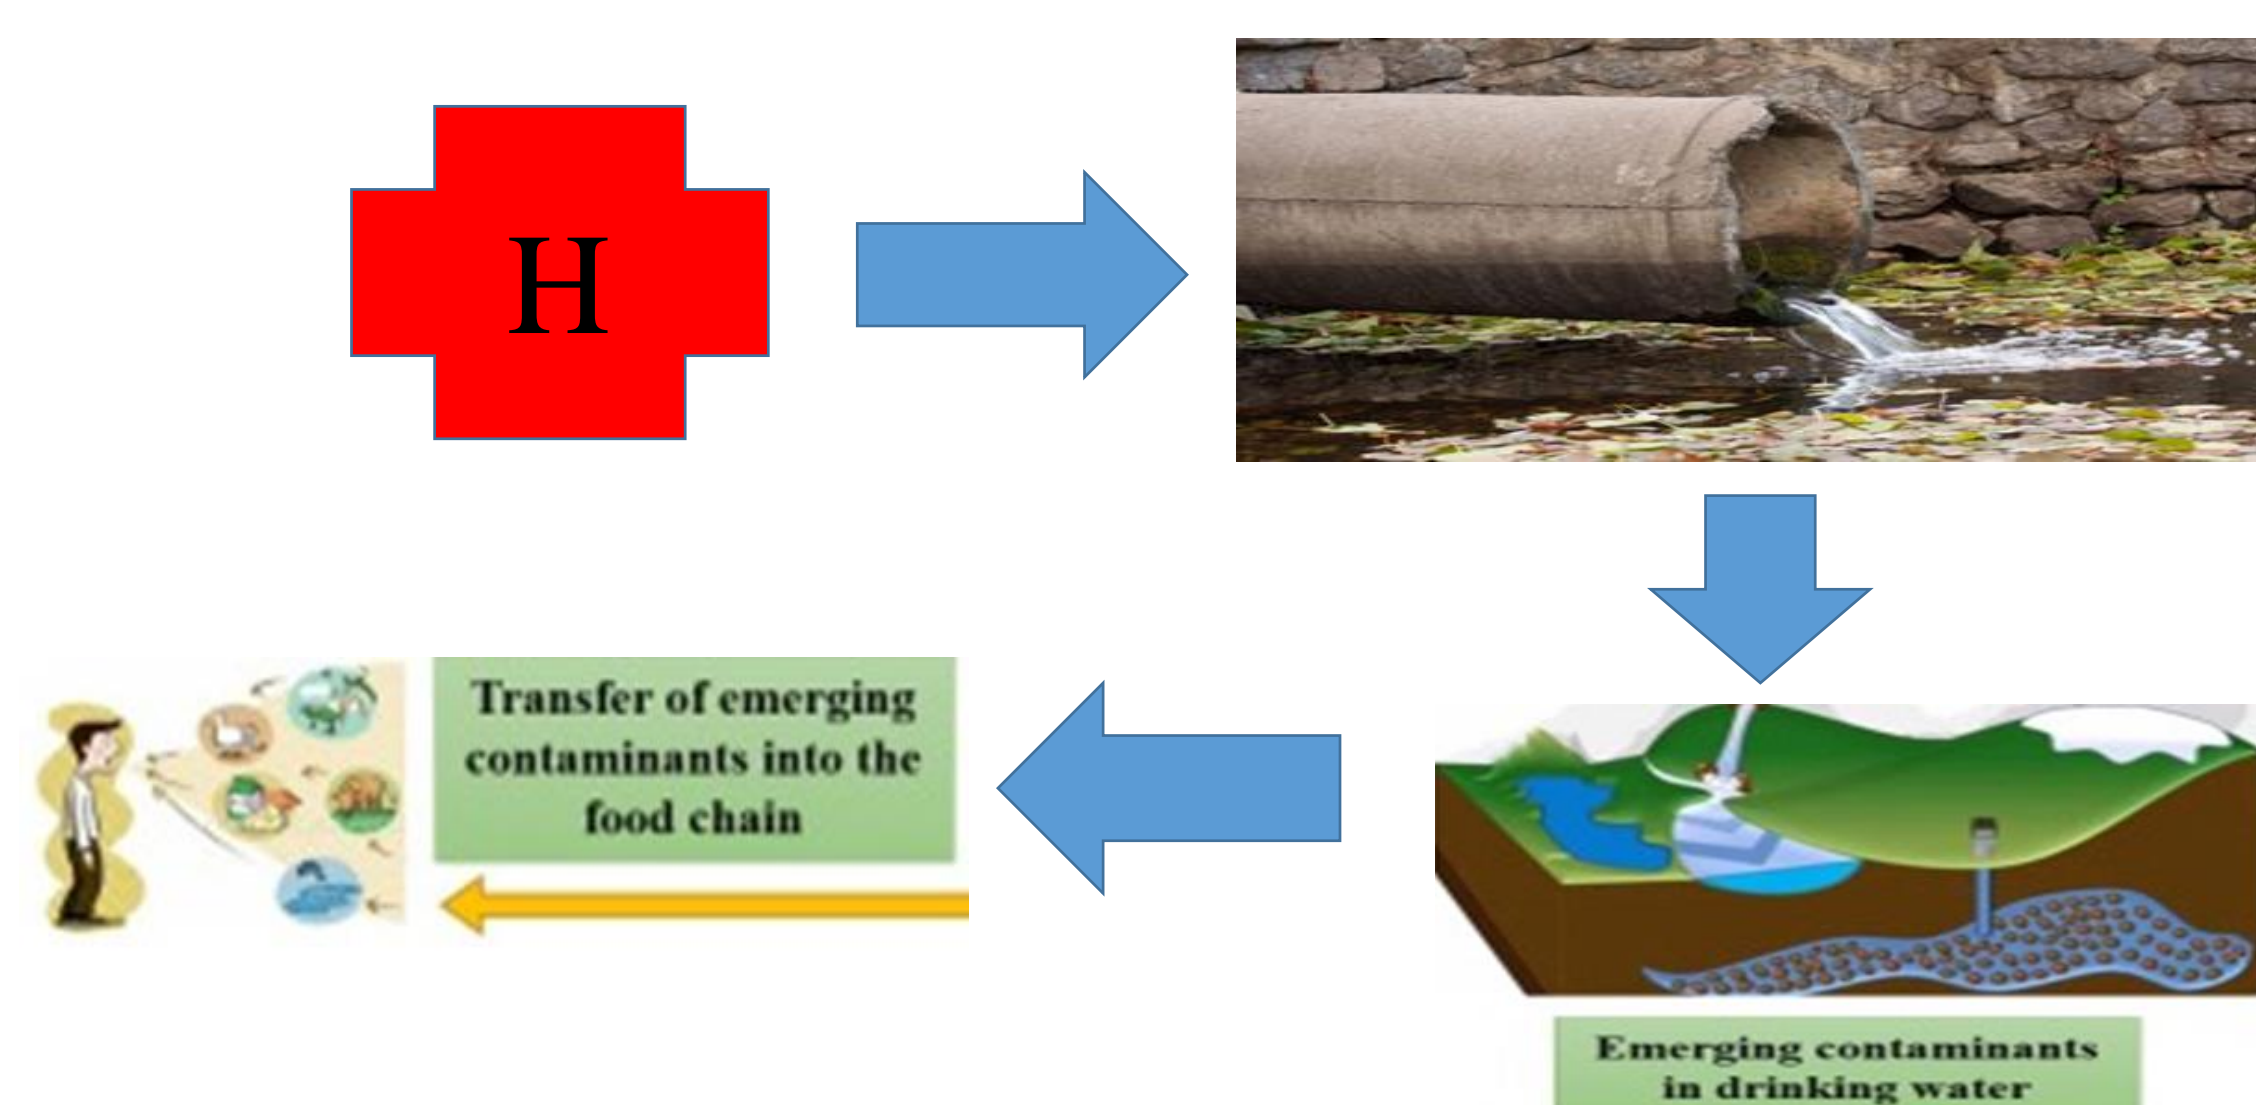 H
Transfer of emerging
contaminants into the
food chain
Emerging contaminants
in drinking water